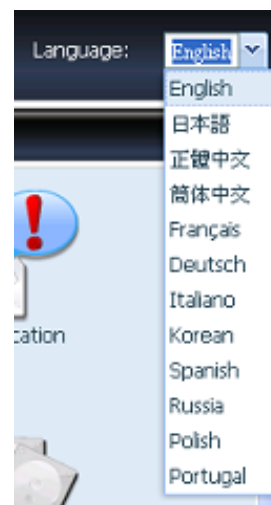 Language: English
English
日本語
正體中文
简体中文
Français
Deutsch
Italiano
Korean
Spanish
Russia
Polish
Portugal
cation